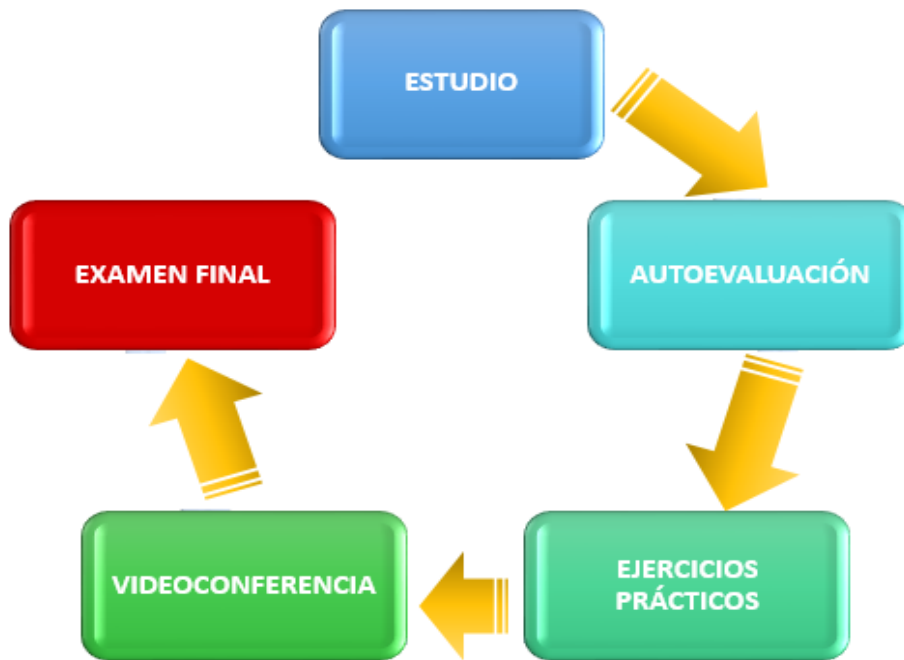 ESTUDIO
AUTOEVALUACIÓN
EJERCICIOS
PRÁCTICOS
VIDEOCONFERENCIA
EXAMEN FINAL